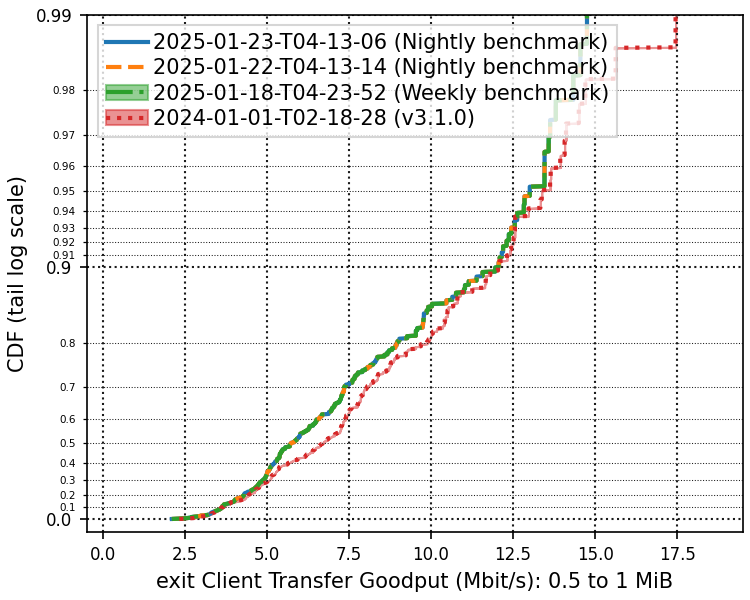 0.99
2025-01-23-T04-13-06 (Nightly benchmark)
2025-01-22-T04-13-14 (Nightly benchmark)
2025-01-18-T04-23-52 (Weekly benchmark)
2024-01-01-T02-18-28 (v3.1.0)
0.98
0.97
0.96
0.95
0.94
0.93
0.92
0.91
0.9
0.8
0.7
0.6
0.5
0.4
0.3
0.2
0.1
0.0
CDF (tail log scale)
0.0 2.5 5.0 7.5 10.0 12.5 15.0 17.5
exit Client Transfer Goodput (Mbit/s): 0.5 to 1 MiB